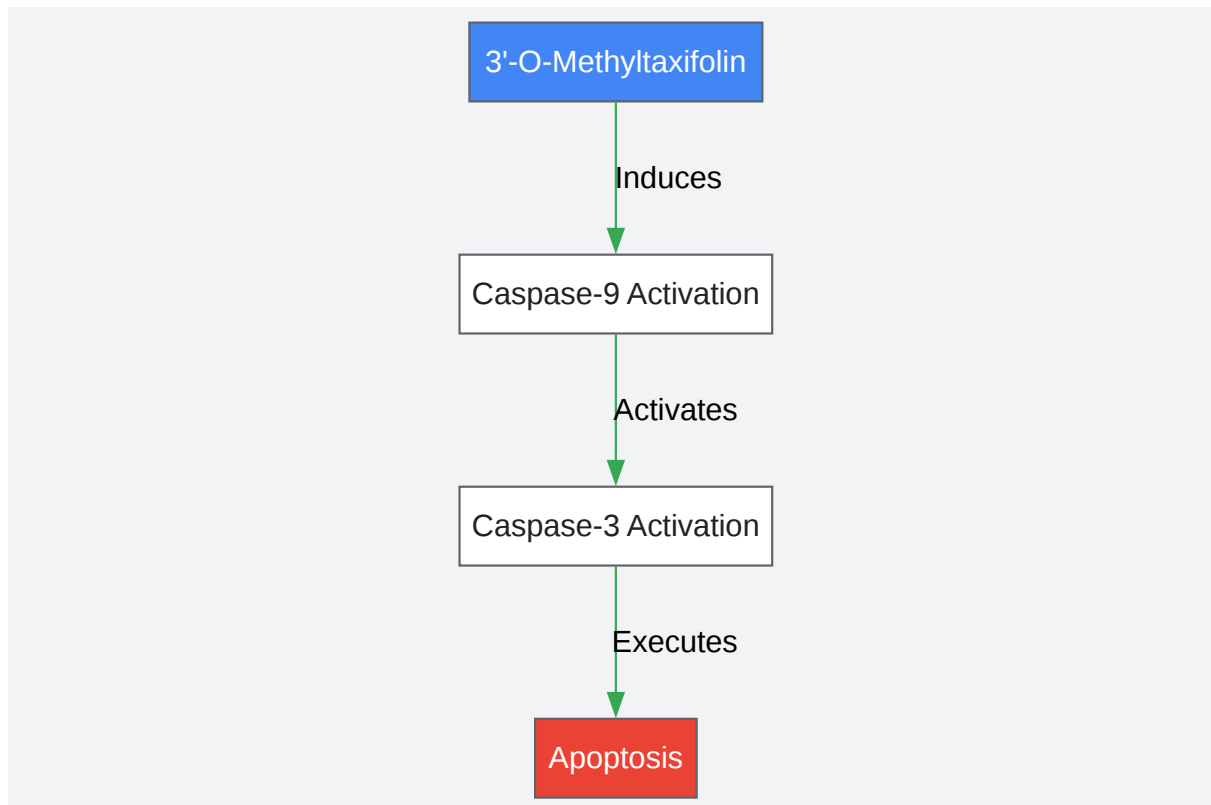 3'-O-Methyltaxifolin
Induces
Caspase-9 Activation
Activates
Caspase-3 Activation
Executes
Apoptosis